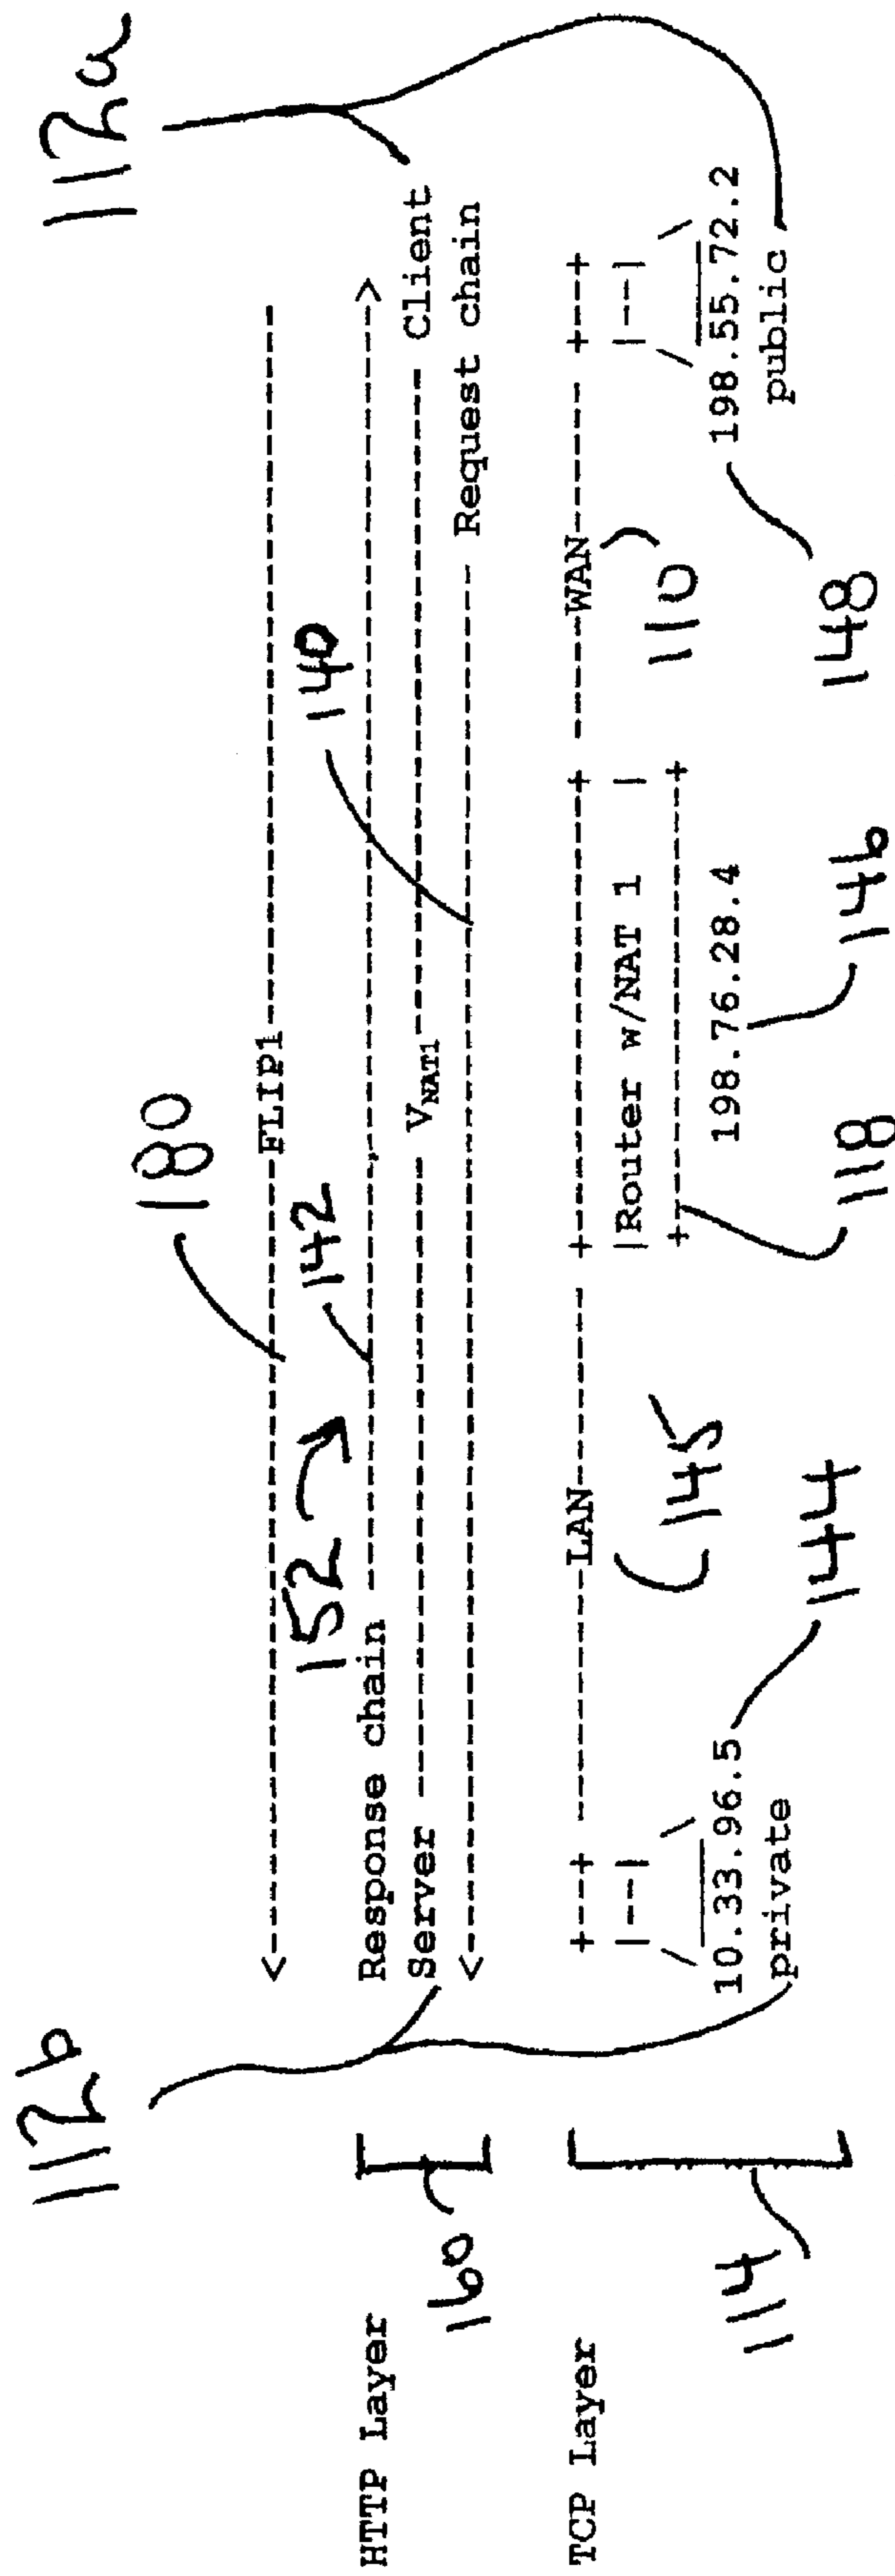 112b
180
112a
<-----------------------FLIP1-----------------------
152
142
140
HTTP Layer
Response chain ----------------------------------->
Server -------------------- V_NAT1 -------------------- Client
<----------------------------------- Request chain
160
TCP Layer
+---+ -----------LAN--------- +----------------+ ------WAN------- +---+
|---| |Router w/NAT 1 | |---|
/ \ +----------------+ / \
10.33.96.5 198.76.28.4 198.55.72.2
private public
145
110
114
144
118
146
148